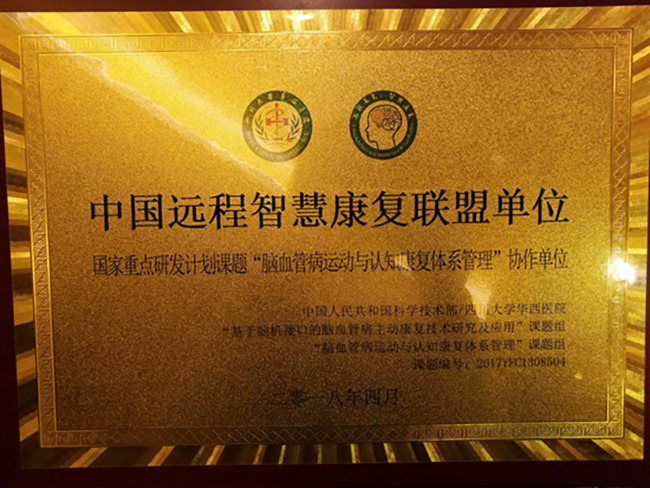 中国远程智慧康复联盟单位
国家重点研发计划课题“脑血管病运动与认知康复体系管理”协作单位
中国人民共和国科学技术部/四川大学华西医院
“基于脑机接口的脑血管病主动康复技术研究及应用”课题组
“脑血管病运动与认知康复体系管理”课题组
课题编号：2017YFC1308504
二零一八年四月